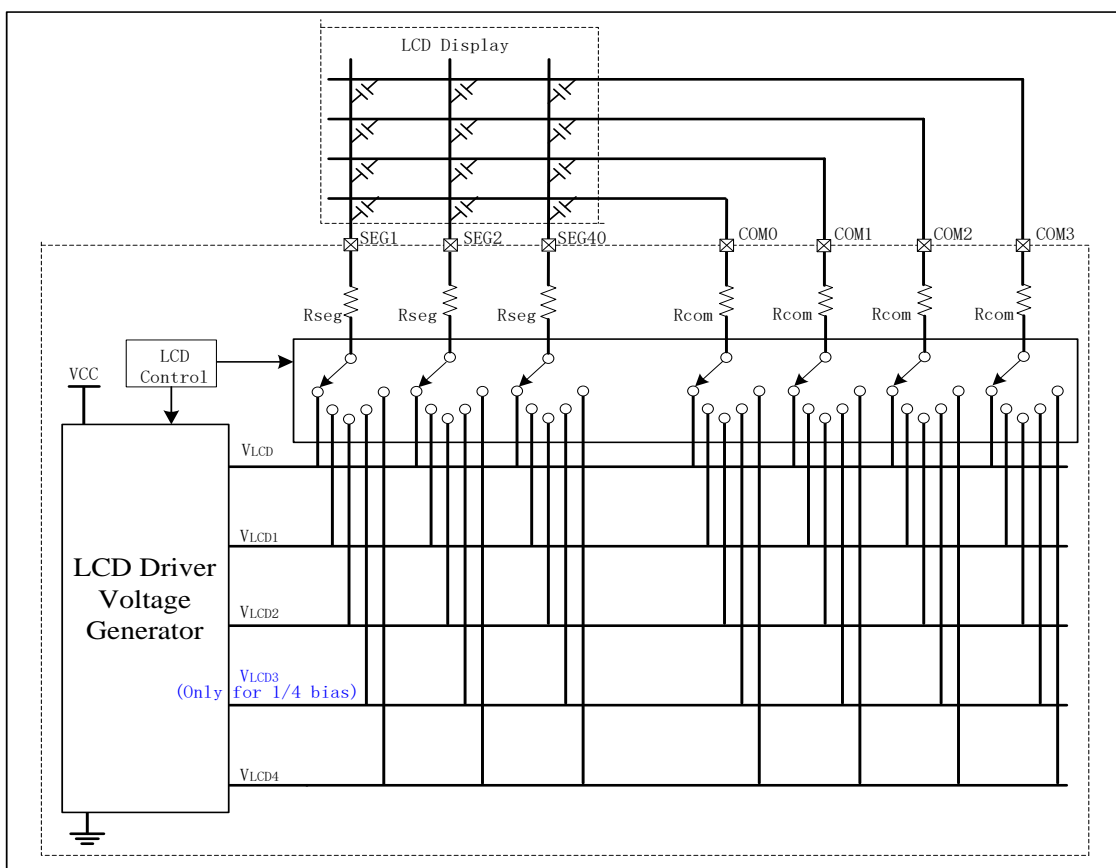 LCD Display
SEG1
SEG2
SEG40
COM0
COM1
COM2
COM3
Rseg
Rseg
Rseg
Rcom
Rcom
Rcom
Rcom
LCD
Control
VCC
VLCD
VLCD1
LCD Driver
Voltage
Generator
VLCD2
VLCD3
(Only for 1/4 bias)
VLCD4